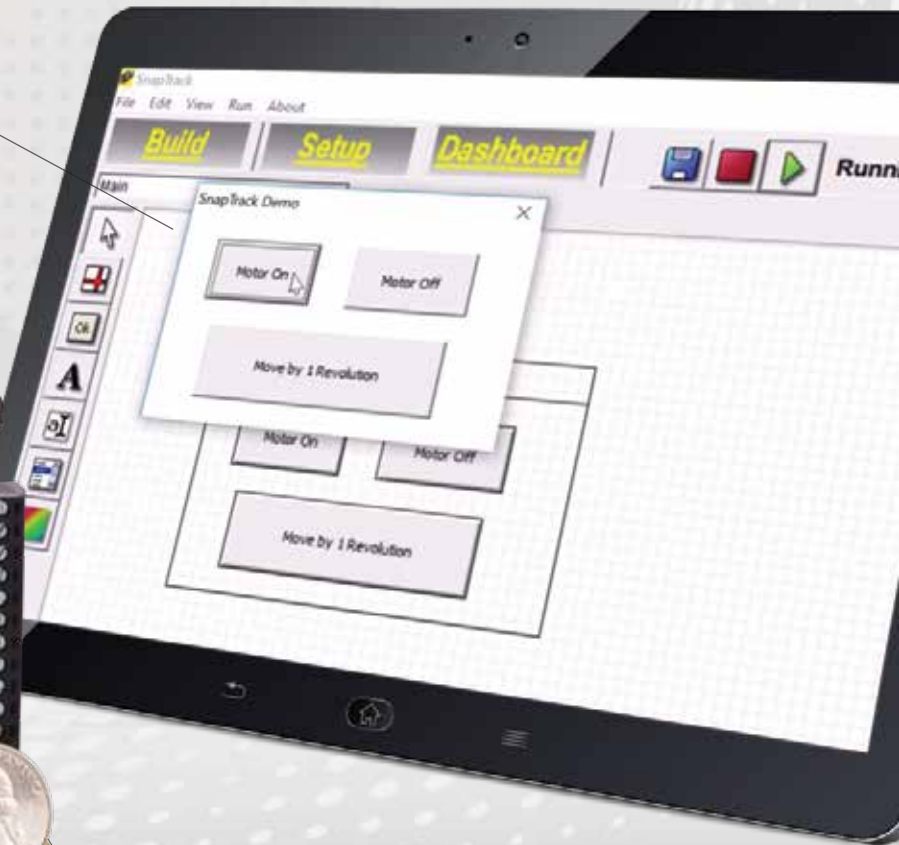 SnapTrack
File Edit View Run About
Build Setup Dashboard
Runni
Main
SnapTrack Demo
Motor On Motor Off
Move by 1 Revolution
Motor On Motor Off
Move by 1 Revolution
Ok
A